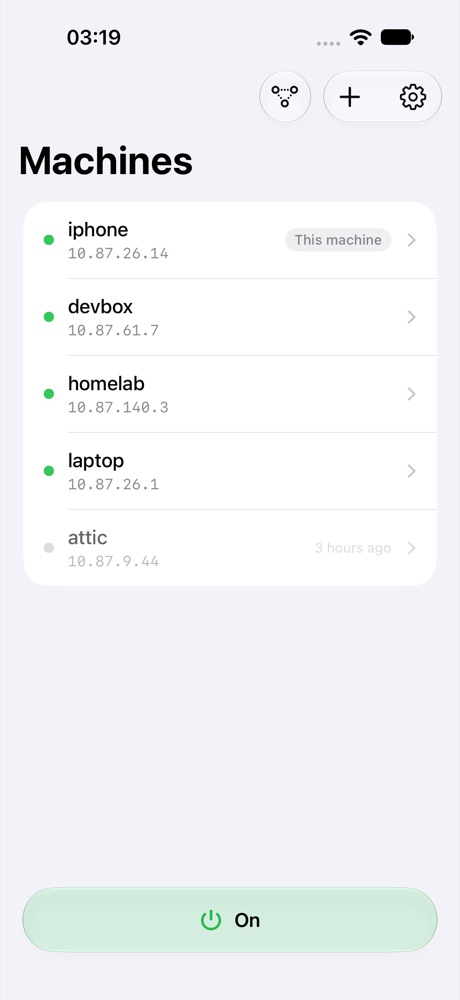 03:19
Machines
iphone
10.87.26.14
This machine
devbox
10.87.61.7
homelab
10.87.140.3
laptop
10.87.26.1
attic
10.87.9.44
3 hours ago
On